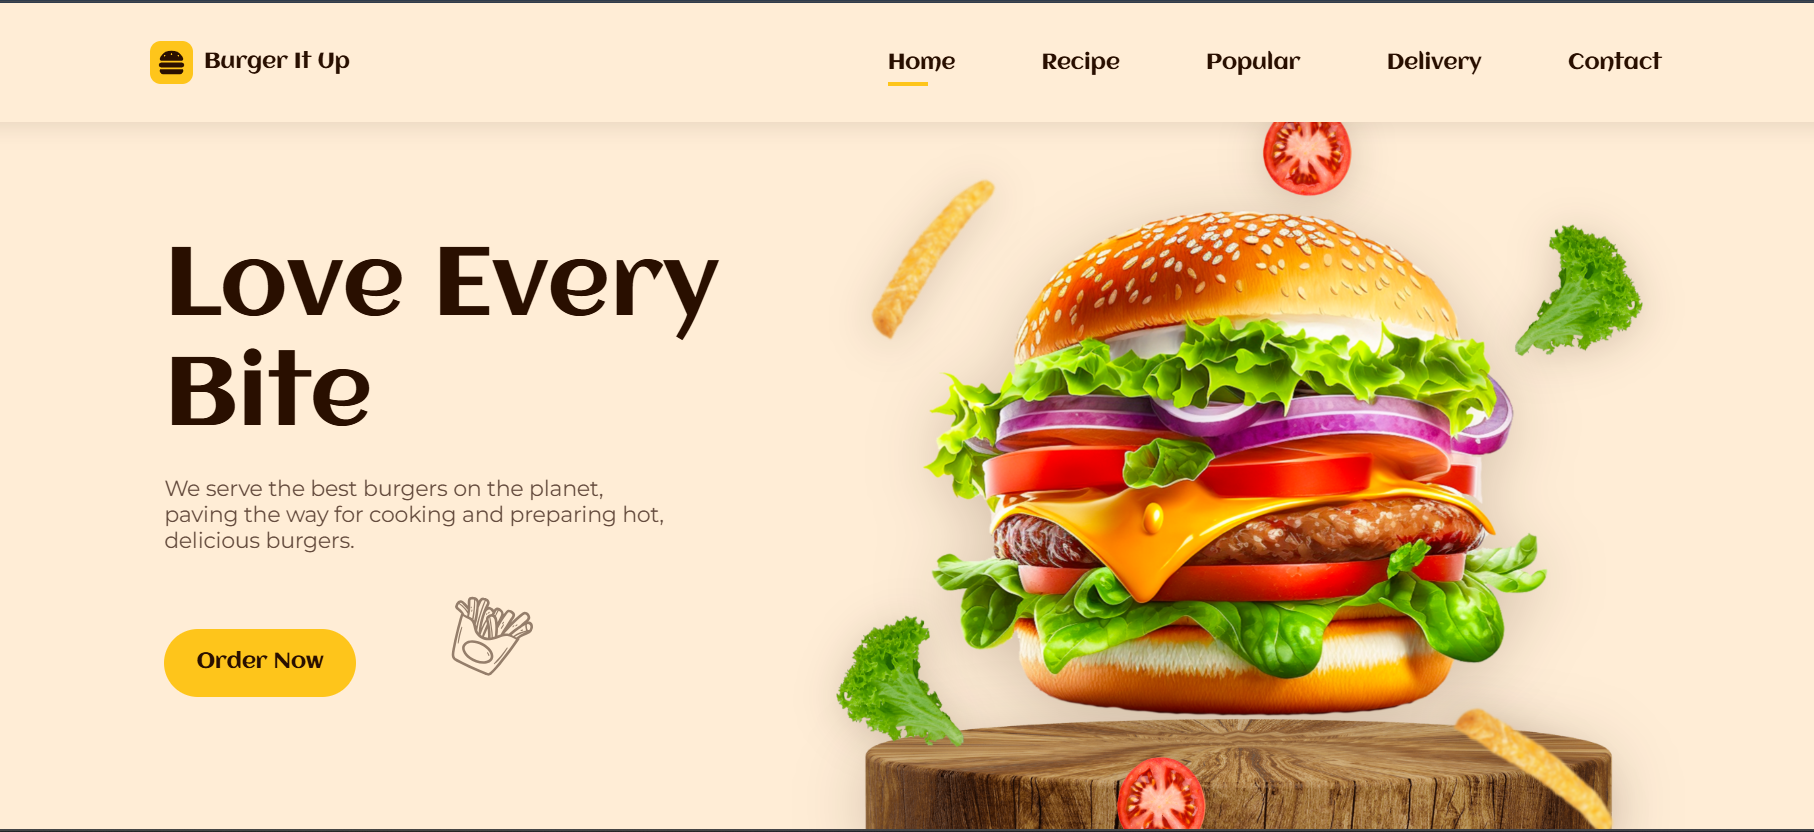 Burger It Up
Home
Recipe
Popular
Delivery
Contact
Love Every
Bite
We serve the best burgers on the planet,
paving the way for cooking and preparing hot,
delicious burgers.
Order Now